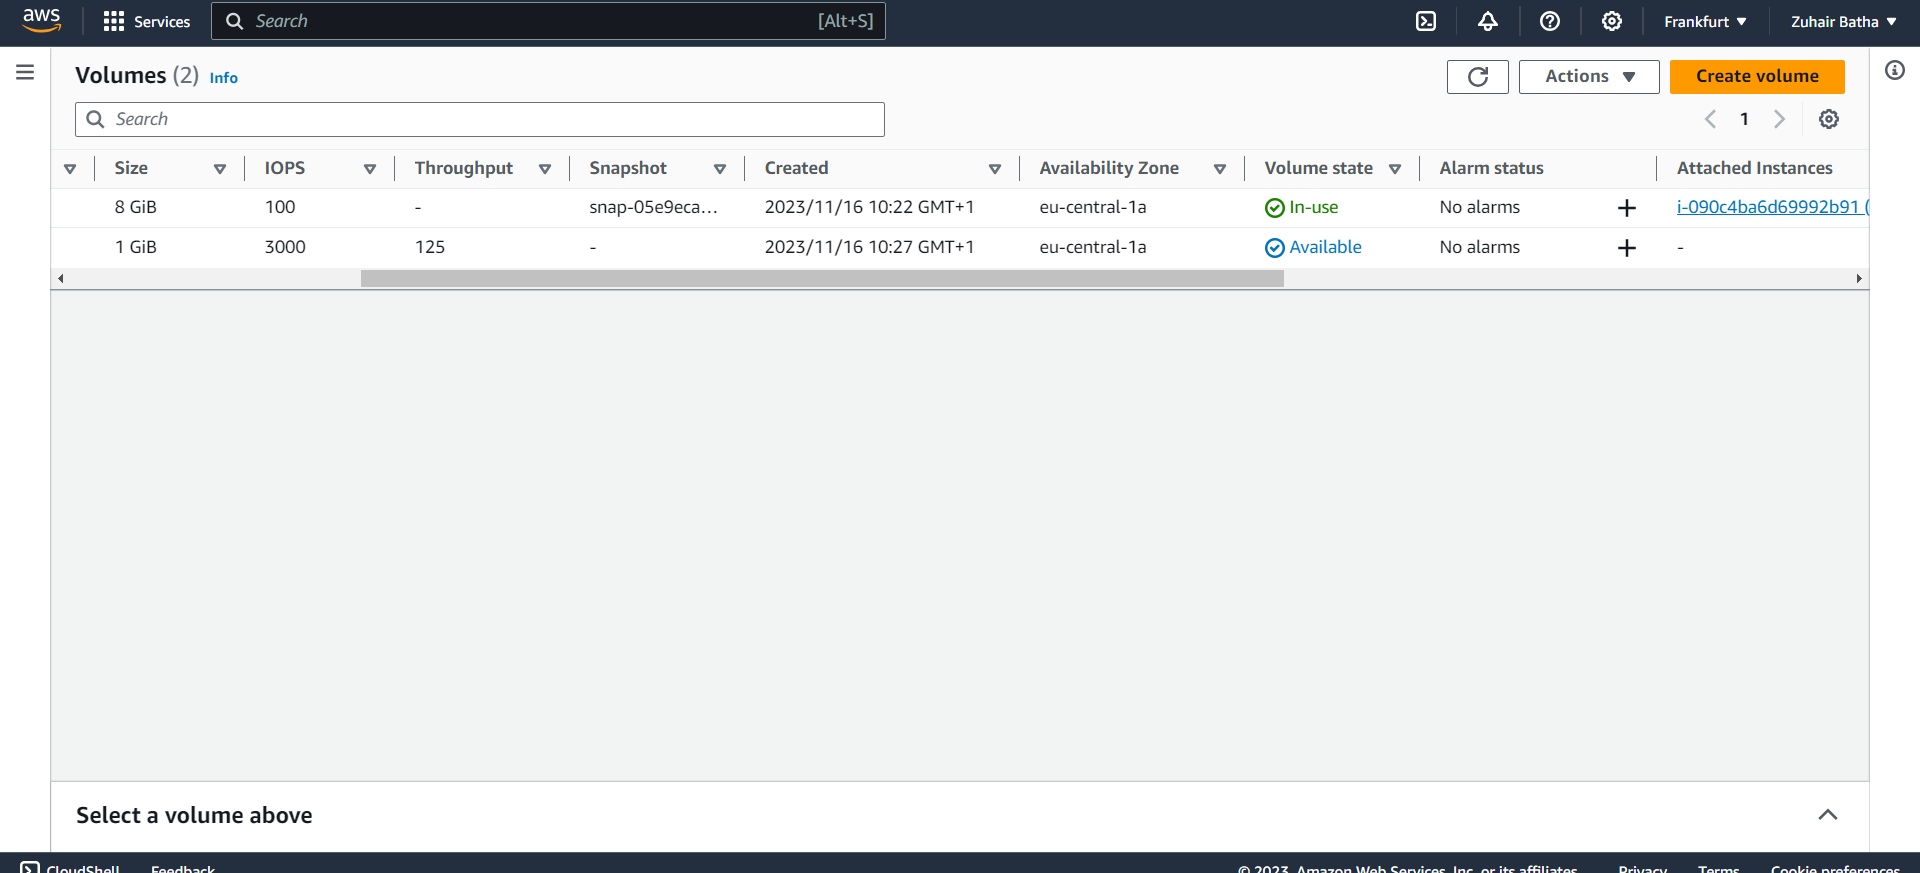 aws Services Search [Alt+S] Frankfurt Zuhair Batha
Volumes (2) Info Actions Create volume
Search 1
Size IOPS Throughput Snapshot Created Availability Zone Volume state Alarm status Attached Instances
8 GiB 100 - snap-05e9eca... 2023/11/16 10:22 GMT+1 eu-central-1a In-use No alarms + i-090c4ba6d69992b91 (
1 GiB 3000 125 - 2023/11/16 10:27 GMT+1 eu-central-1a Available No alarms + -
Select a volume above
CloudShell Feedback © 2023, Amazon Web Services, Inc. or its affiliates. Privacy Terms Cookie preferences